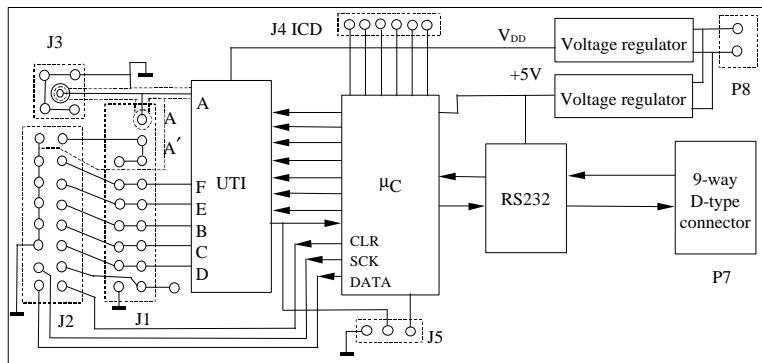 J3
J4 ICD
V_DD
Voltage regulator
P8
+5V
Voltage regulator
A
A
A′
UTI
F
E
B
C
D
μC
CLR
SCK
DATA
RS232
9-way
D-type
connector
P7
J2
J1
J5